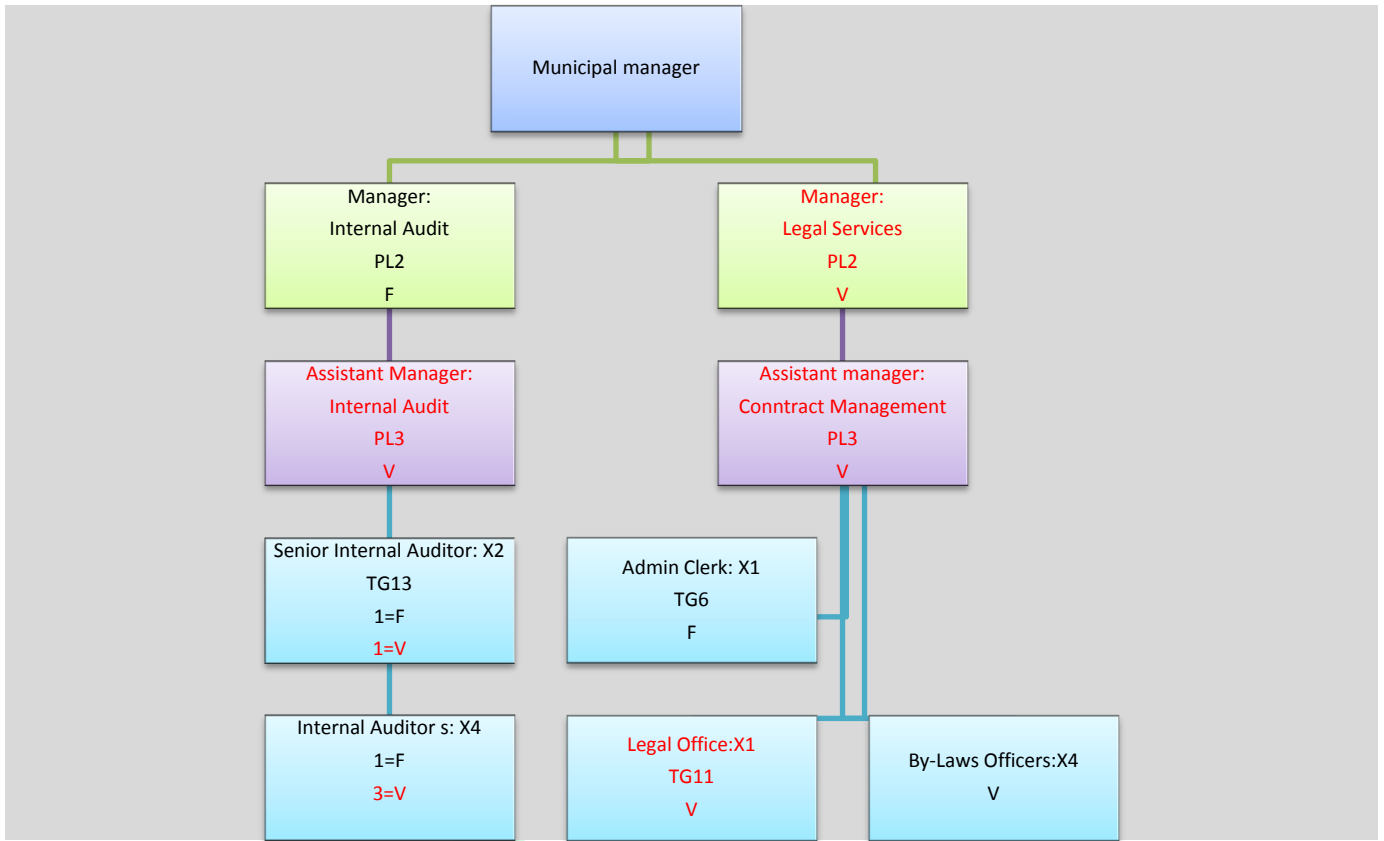 Municipal manager
Manager:
Internal Audit
PL2
F
Manager:
Legal Services
PL2
V
Assistant Manager:
Internal Audit
PL3
V
Assistant manager:
Conntract Management
PL3
V
Senior Internal Auditor: X2
TG13
1=F
1=V
Admin Clerk: X1
TG6
F
Internal Auditor s: X4
1=F
3=V
Legal Office:X1
TG11
V
By-Laws Officers:X4
V